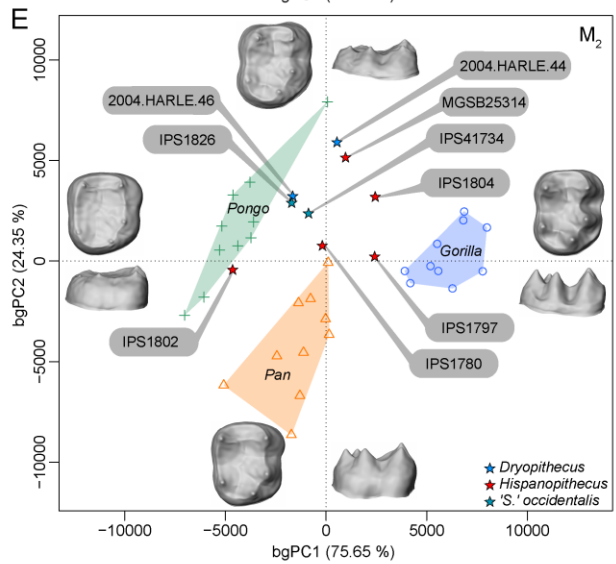 E
M2
10000
5000
0
−5000
−10000
bgPC2 (24.35 %)
2004.HARLE.44
2004.HARLE.46
MGSB25314
IPS1826
IPS41734
IPS1804
Pongo
Gorilla
IPS1802
IPS1797
IPS1780
Pan
Dryopithecus
Hispanopithecus
'S.' occidentalis
−10000 −5000 0 5000 10000
bgPC1 (75.65 %)